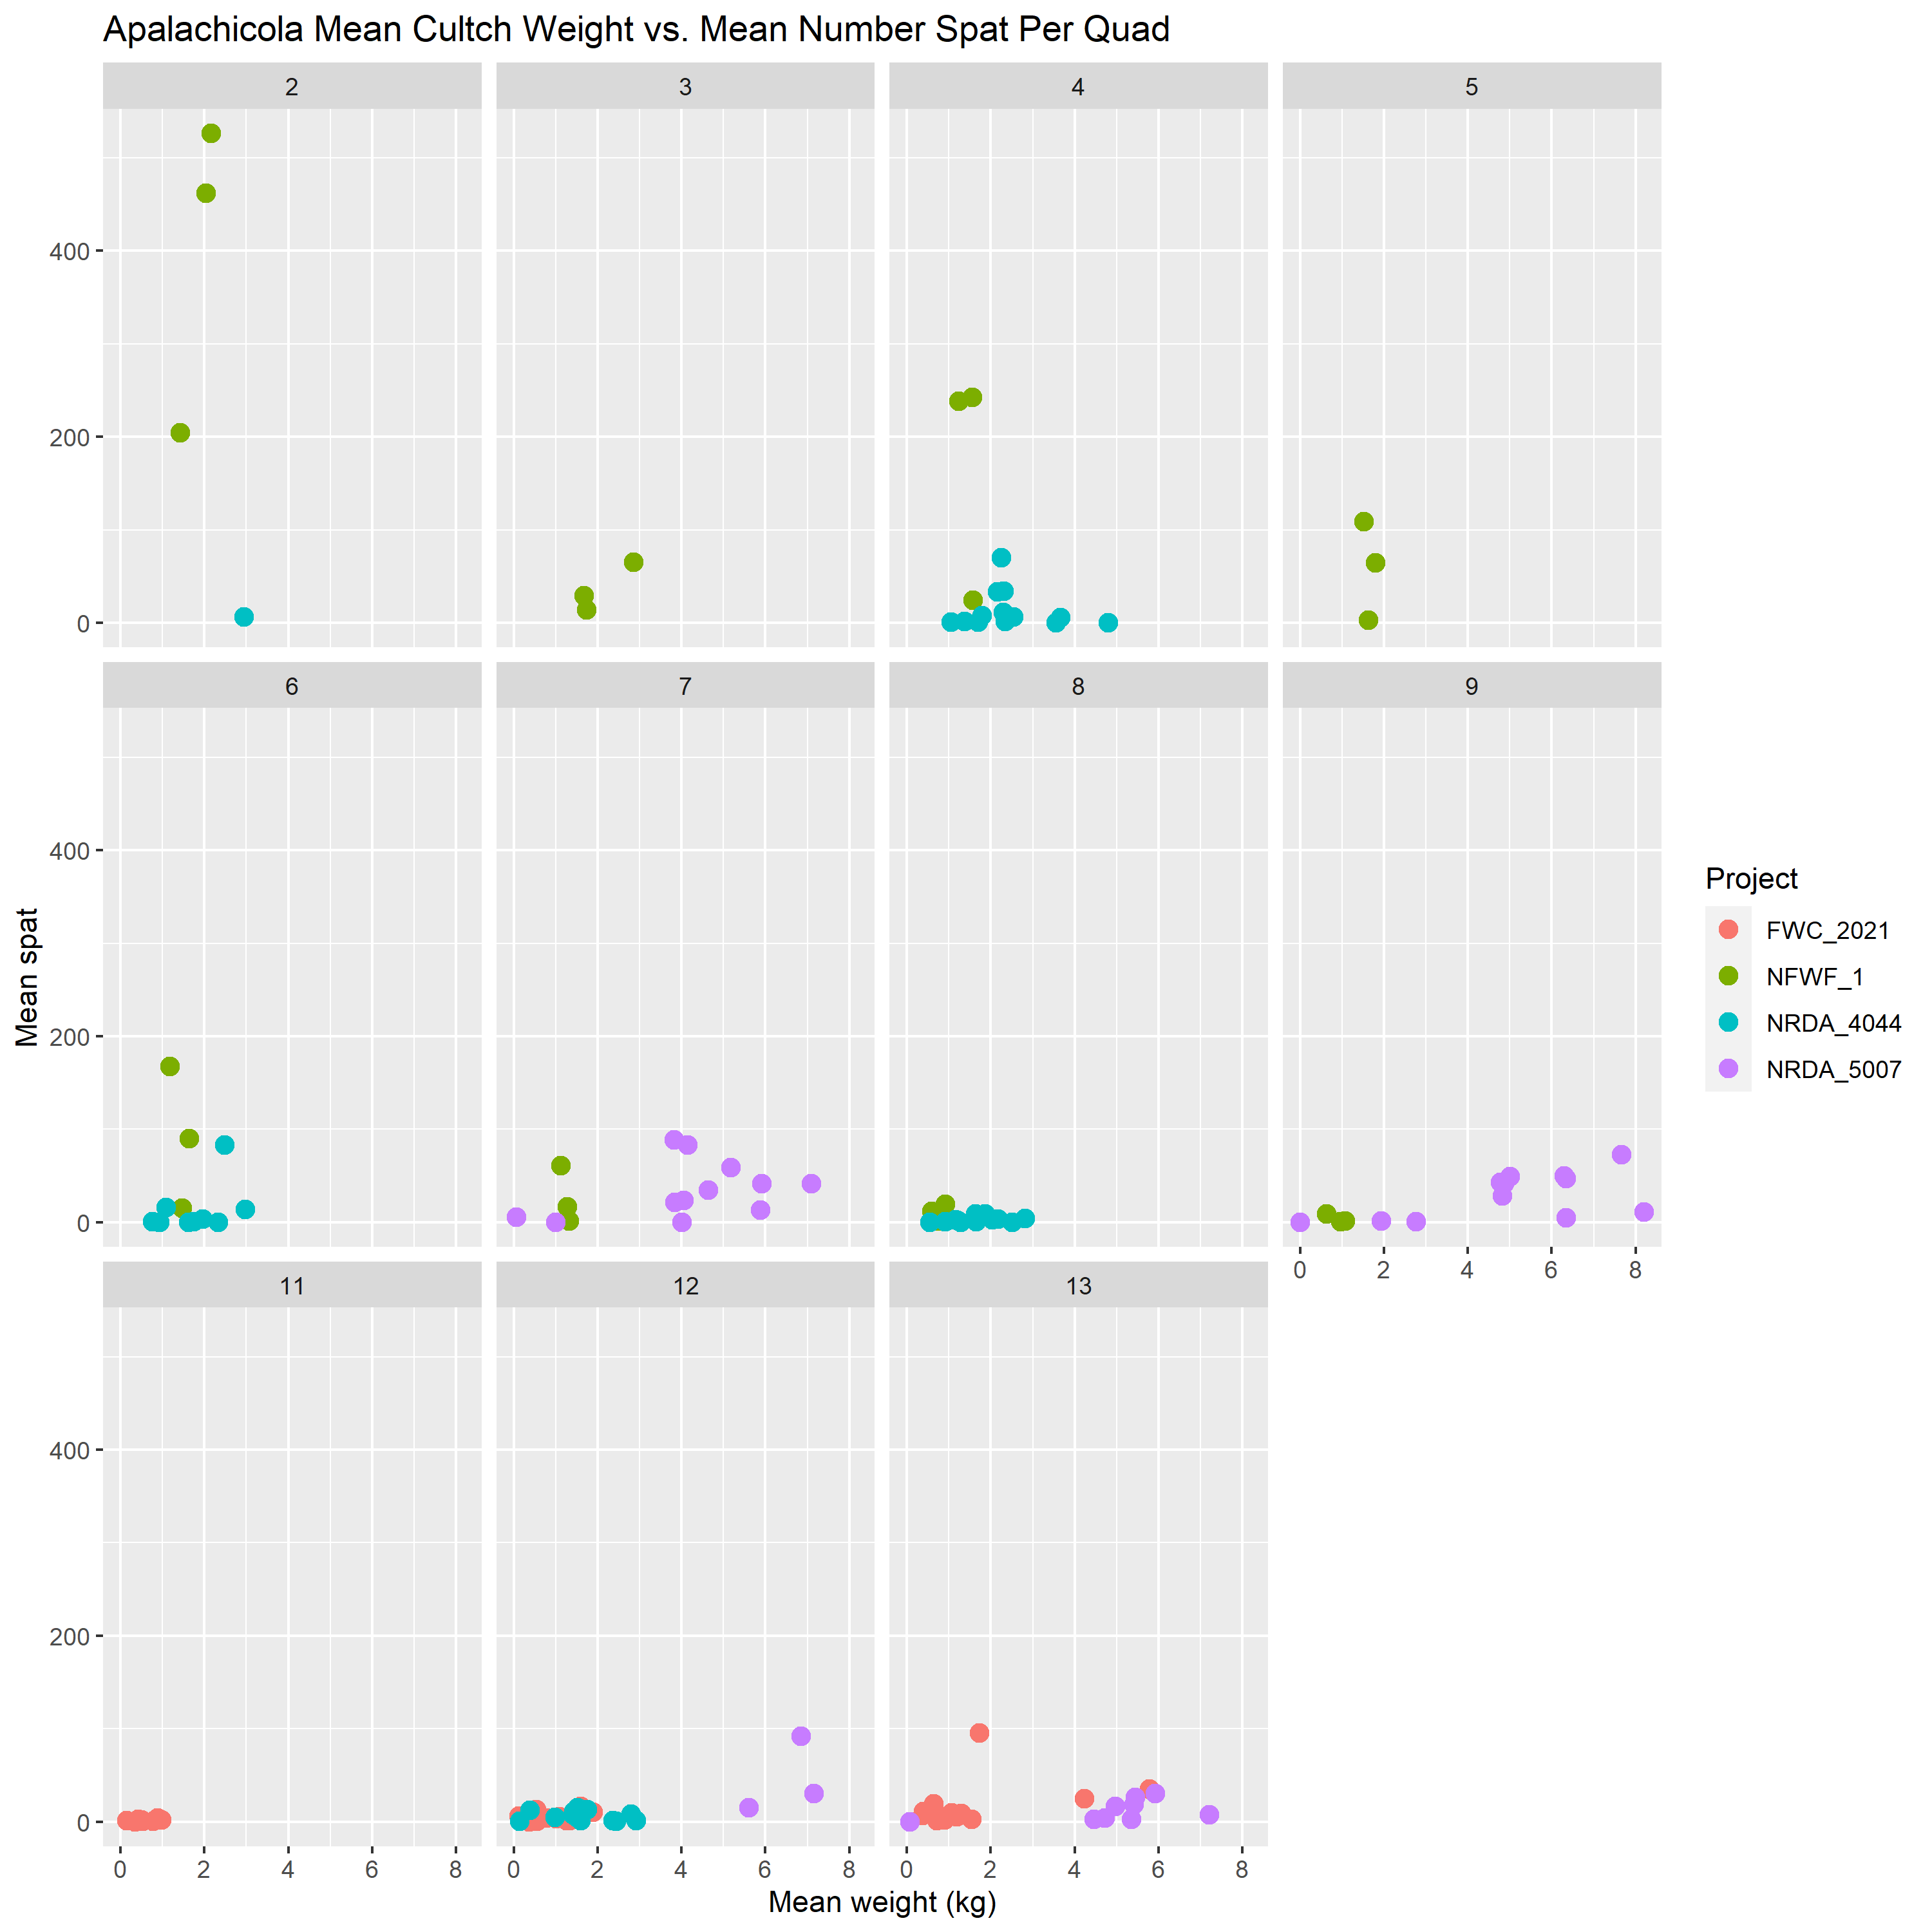 Apalachicola Mean Cultch Weight vs. Mean Number Spat Per Quad
2 3 4 5
400
200
0
6 7 8 9
400
200
0
0 2 4 6 8
11 12 13
400
200
0
0 2 4 6 8 0 2 4 6 8 0 2 4 6 8
Mean weight (kg)
Mean spat
Project
FWC_2021
NFWF_1
NRDA_4044
NRDA_5007